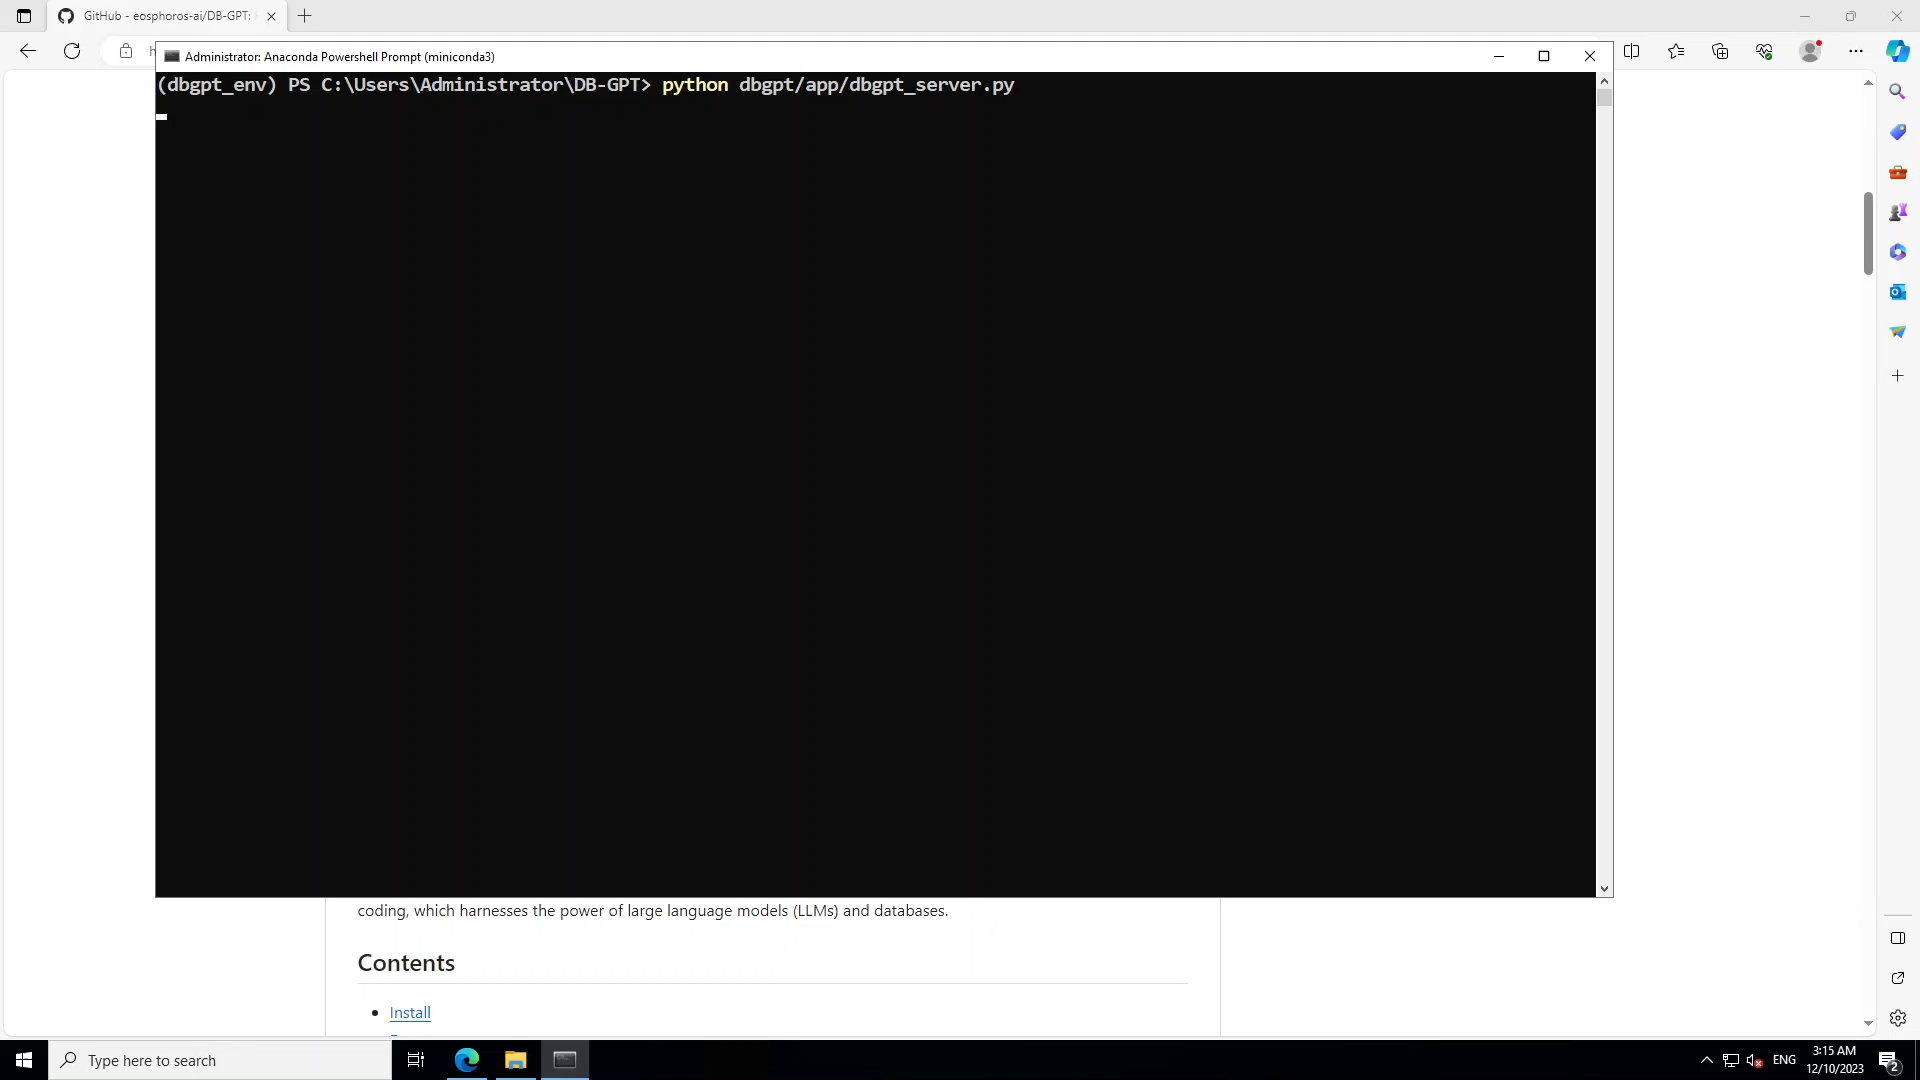 GitHub - eosphoros-ai/DB-GPT:
Administrator: Anaconda Powershell Prompt (miniconda3)
(dbgpt_env) PS C:\Users\Administrator\DB-GPT> python dbgpt/app/dbgpt_server.py
coding, which harnesses the power of large language models (LLMs) and databases.
Contents
Install
Type here to search
ENG
3:15 AM
12/10/2023
2